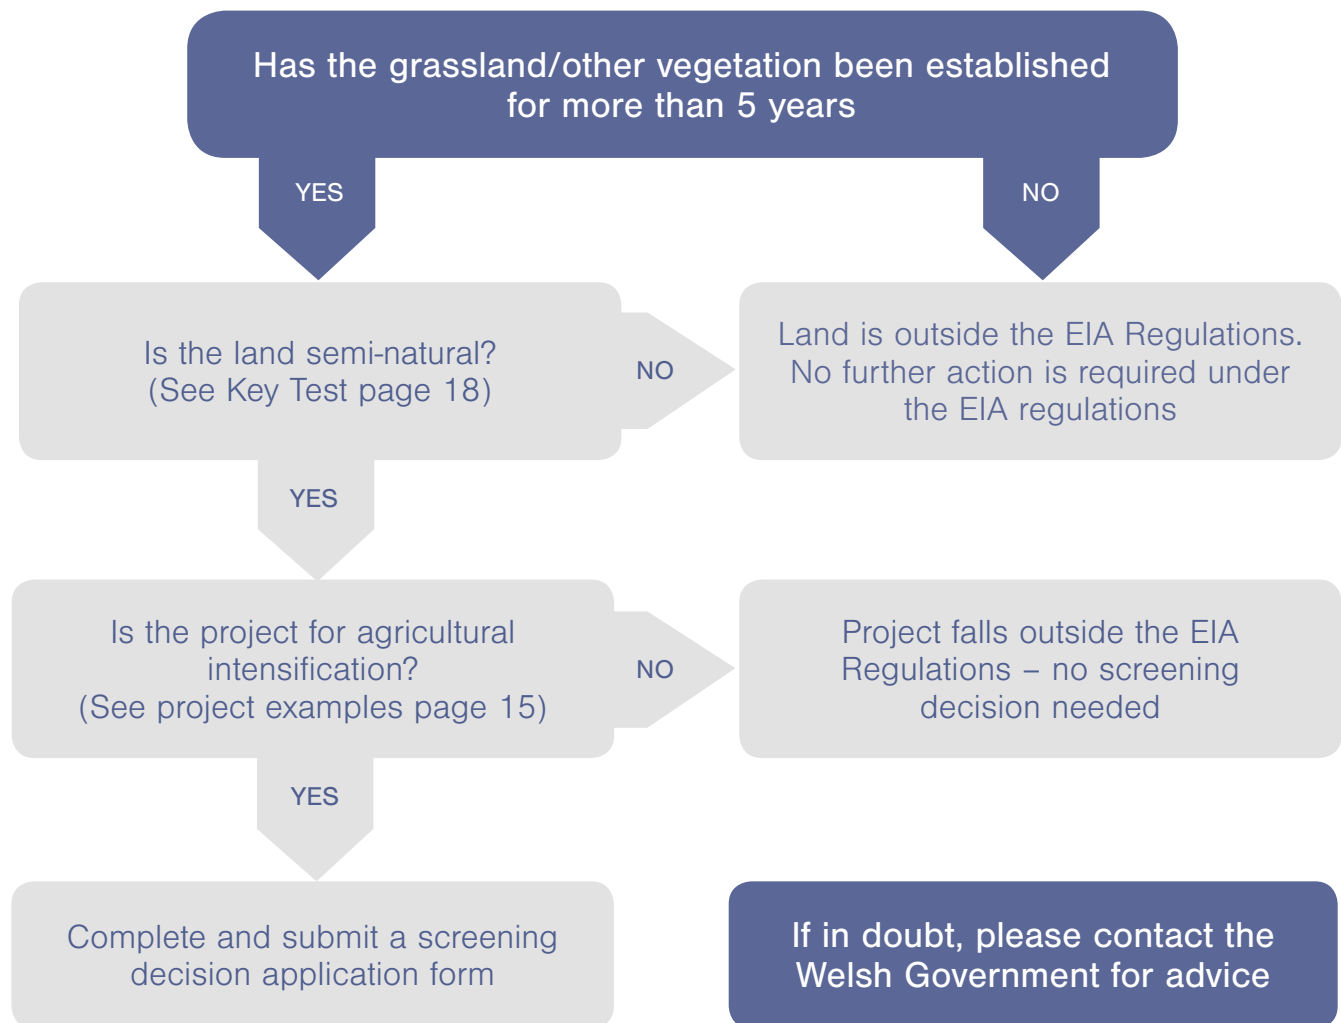 Has the grassland/other vegetation been established
for more than 5 years
YES
NO
Is the land semi-natural?
(See Key Test page 18)
NO
Land is outside the EIA Regulations.
No further action is required under
the EIA regulations
YES
Is the project for agricultural
intensification?
(See project examples page 15)
NO
Project falls outside the EIA
Regulations – no screening
decision needed
YES
Complete and submit a screening
decision application form
If in doubt, please contact the
Welsh Government for advice